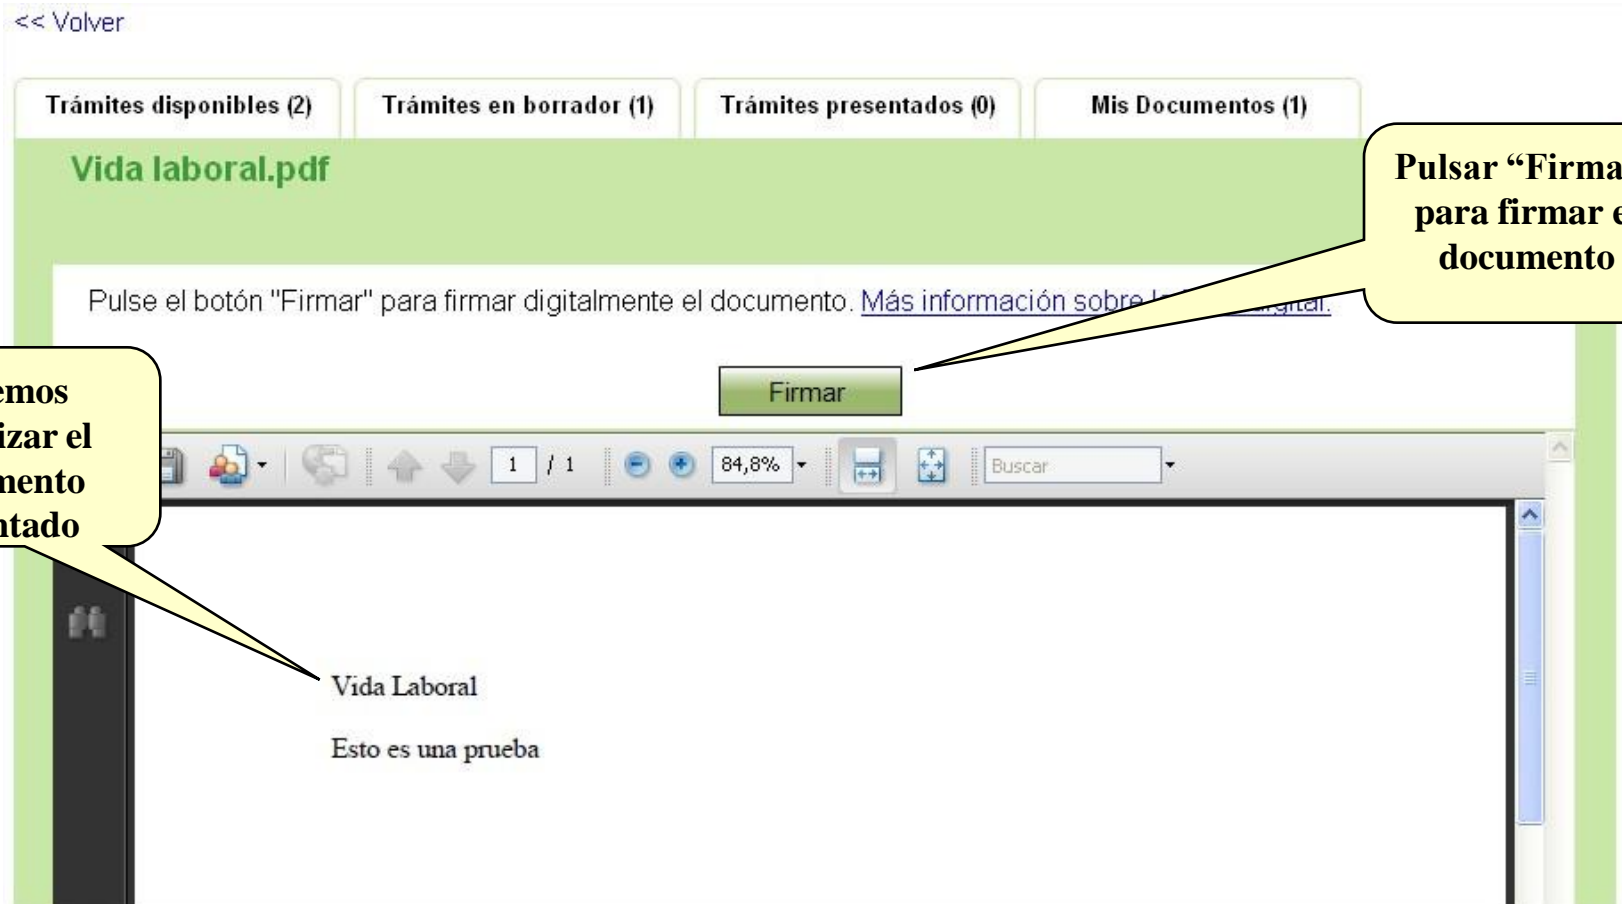 << Volver
Trámites disponibles (2) Trámites en borrador (1) Trámites presentados (0) Mis Documentos (1)
Vida laboral.pdf
Pulsar “Firma
para firmar e
documento
Pulse el botón "Firmar" para firmar digitalmente el documento. Más información sobre digital.
Firmar
emos
izar el
mento
ntado
1 / 1 84,8% Buscar
Vida Laboral
Esto es una prueba